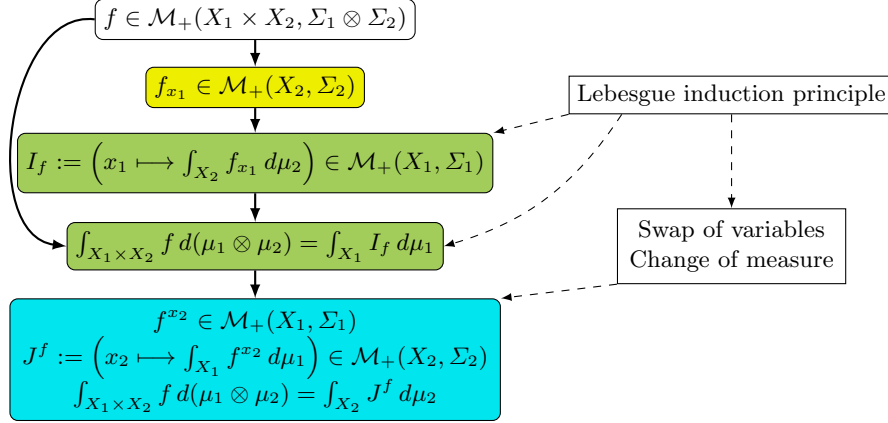 f ∈ ℳ₊(X₁ × X₂, Σ₁ ⊗ Σ₂)
f_{x₁} ∈ ℳ₊(X₂, Σ₂)
Lebesgue induction principle
I_f := (x₁ ⟼ ∫_{X₂} f_{x₁} dμ₂) ∈ ℳ₊(X₁, Σ₁)
∫_{X₁×X₂} f d(μ₁ ⊗ μ₂) = ∫_{X₁} I_f dμ₁
Swap of variables
Change of measure
f^{x₂} ∈ ℳ₊(X₁, Σ₁)
J^f := (x₂ ⟼ ∫_{X₁} f^{x₂} dμ₁) ∈ ℳ₊(X₂, Σ₂)
∫_{X₁×X₂} f d(μ₁ ⊗ μ₂) = ∫_{X₂} J^f dμ₂